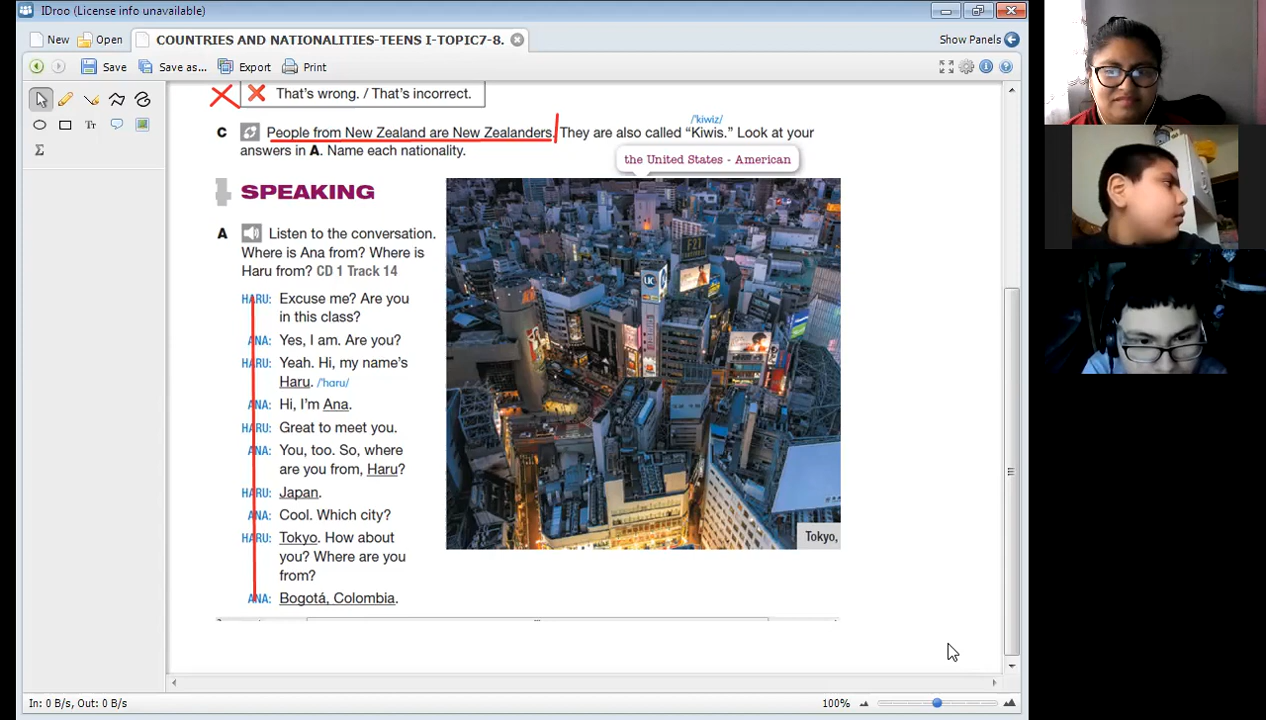 IDroo (License info unavailable)
New Open COUNTRIES AND NATIONALITIES-TEENS I-TOPIC7-8. Show Panels
Save Save as... Export Print
That's wrong. / That's incorrect.
/'kiwiz/
C People from New Zealand are New Zealanders. They are also called “Kiwis.” Look at your
answers in A. Name each nationality.
the United States - American
SPEAKING
A Listen to the conversation.
Where is Ana from? Where is
Haru from? CD 1 Track 14
HARU: Excuse me? Are you
in this class?
ANA: Yes, I am. Are you?
HARU: Yeah. Hi, my name's
Haru. /'hɑru/
ANA: Hi, I'm Ana.
HARU: Great to meet you.
ANA: You, too. So, where
are you from, Haru?
HARU: Japan.
ANA: Cool. Which city?
HARU: Tokyo. How about
you? Where are you
from?
ANA: Bogotá, Colombia.
F21
UC
Tokyo,
Tr
Σ
In: 0 B/s, Out: 0 B/s 100%